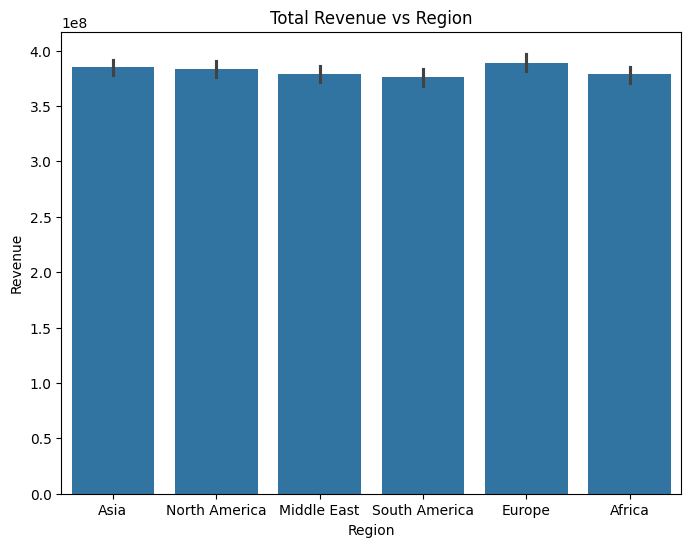 Total Revenue vs Region
1e8
4.0
3.5
3.0
2.5
2.0
1.5
1.0
0.5
0.0
Revenue
Asia North America Middle East South America Europe Africa
Region